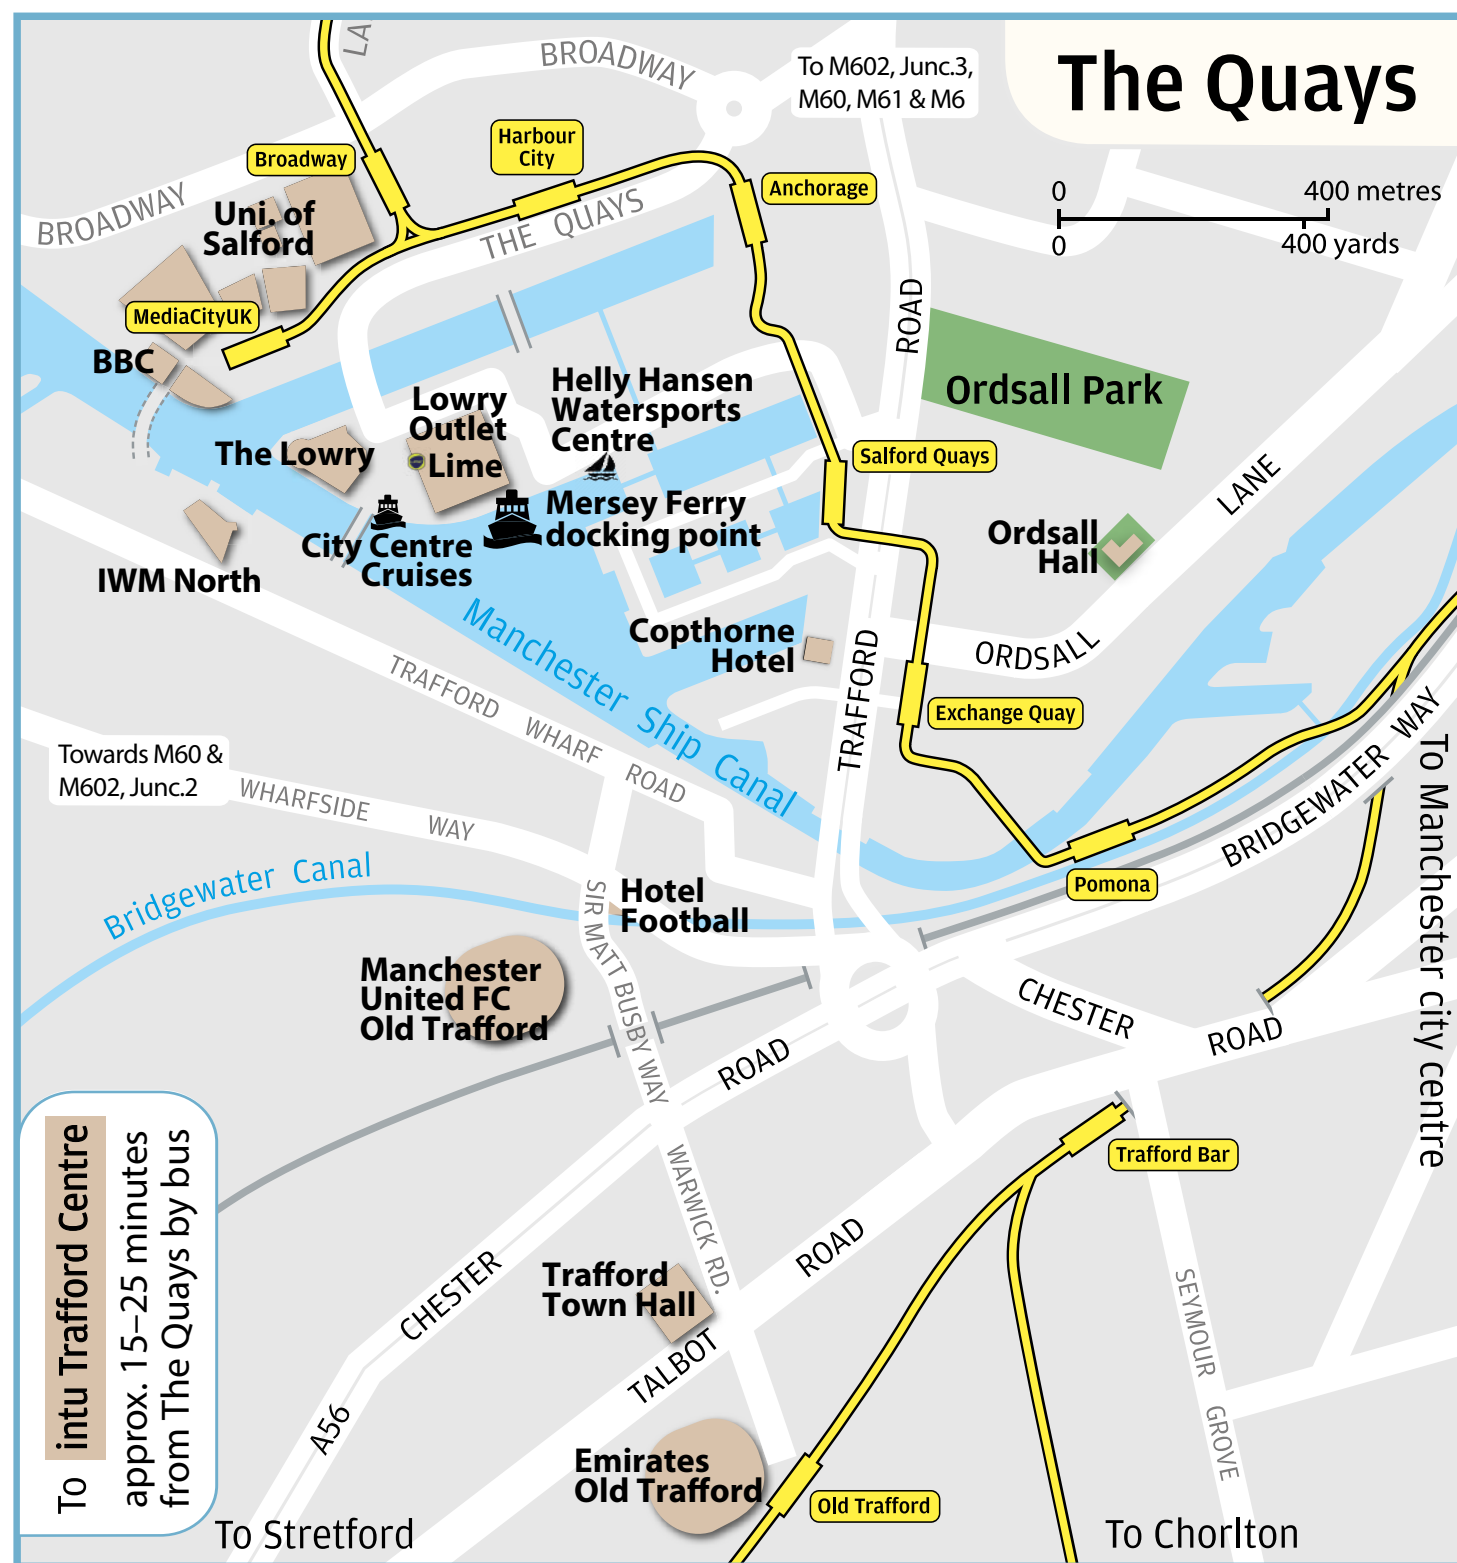 The Quays
LA
BROADWAY
To M602, Junc.3,
M60, M61 & M6
Harbour
City
Broadway
Anchorage
0
400 metres
0
400 yards
BROADWAY
Uni. of
Salford
THE QUAYS
MediaCityUK
BBC
ROAD
Ordsall Park
Helly Hansen
Watersports
Centre
Lowry
Outlet
Lime
The Lowry
Salford Quays
LANE
Mersey Ferry
docking point
City Centre
Cruises
Ordsall
Hall
IWM North
Manchester Ship Canal
Copthorne
Hotel
TRAFFORD
ORDSALL
TRAFFORD WHARF ROAD
Exchange Quay
Towards M60 &
M602, Junc.2
WHARFSIDE WAY
BRIDGEWATER WAY
To Manchester city centre
Bridgewater Canal
Pomona
Hotel
Football
SIR MATT BUSBY WAY
Manchester
United FC
Old Trafford
CHESTER
ROAD
ROAD
To intu Trafford Centre
approx. 15–25 minutes
from The Quays by bus
Trafford Bar
WARWICK RD.
ROAD
CHESTER
Trafford
Town Hall
TALBOT
SEYMOUR GROVE
A56
Emirates
Old Trafford
Old Trafford
To Stretford
To Chorlton